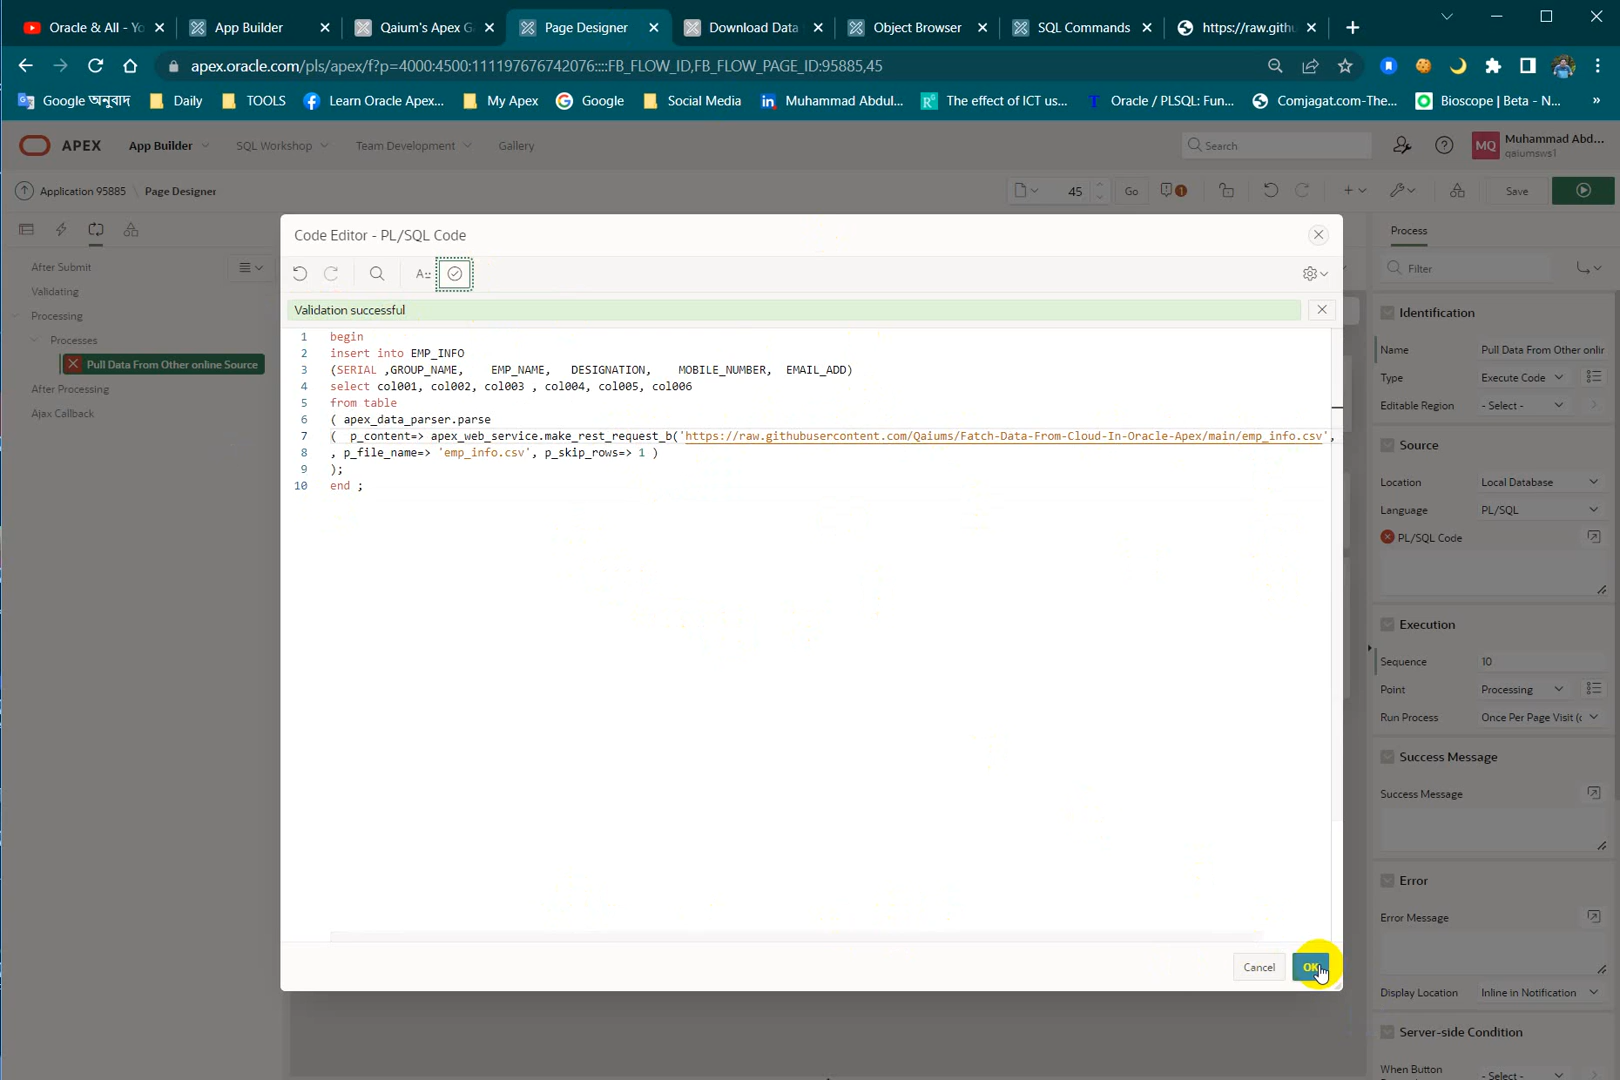 Oracle & All - Yo
App Builder
Qaium's Apex G
Page Designer
Download Data
Object Browser
SQL Commands
https://raw.gith
apex.oracle.com/pls/apex/f?p=4000:4500:111197676742076::::FB_FLOW_ID,FB_FLOW_PAGE_ID:95885,45
Google অনুবাদ
Daily
TOOLS
Learn Oracle Apex...
My Apex
Google
Social Media
Muhammad Abdul...
The effect of ICT us...
Oracle / PLSQL: Fun...
Comjagat.com-The...
Bioscope | Beta - N...
»
APEX
App Builder
SQL Workshop
Team Development
Gallery
Search
MQ
Muhammad Abd...
qaiumsws1
Application 95885 \ Page Designer
45
Go
1
Save
After Submit
Validating
Processing
Processes
Pull Data From Other online Source
After Processing
Ajax Callback
Code Editor - PL/SQL Code
Validation successful
1 begin
2 insert into EMP_INFO
3 (SERIAL ,GROUP_NAME, EMP_NAME, DESIGNATION, MOBILE_NUMBER, EMAIL_ADD)
4 select col001, col002, col003 , col004, col005, col006
5 from table
6 ( apex_data_parser.parse
7 ( p_content=> apex_web_service.make_rest_request_b('https://raw.githubusercontent.com/Qaiums/Fatch-Data-From-Cloud-In-Oracle-Apex/main/emp_info.csv',
8 , p_file_name=> 'emp_info.csv', p_skip_rows=> 1 )
9 );
10 end ;
Cancel
OK
Process
Filter
Identification
Name
Pull Data From Other onlir
Type
Execute Code
Editable Region
- Select -
Source
Location
Local Database
Language
PL/SQL
PL/SQL Code
Execution
Sequence
10
Point
Processing
Run Process
Once Per Page Visit (c
Success Message
Success Message
Error
Error Message
Display Location
Inline in Notification
Server-side Condition
When Button
- Select -